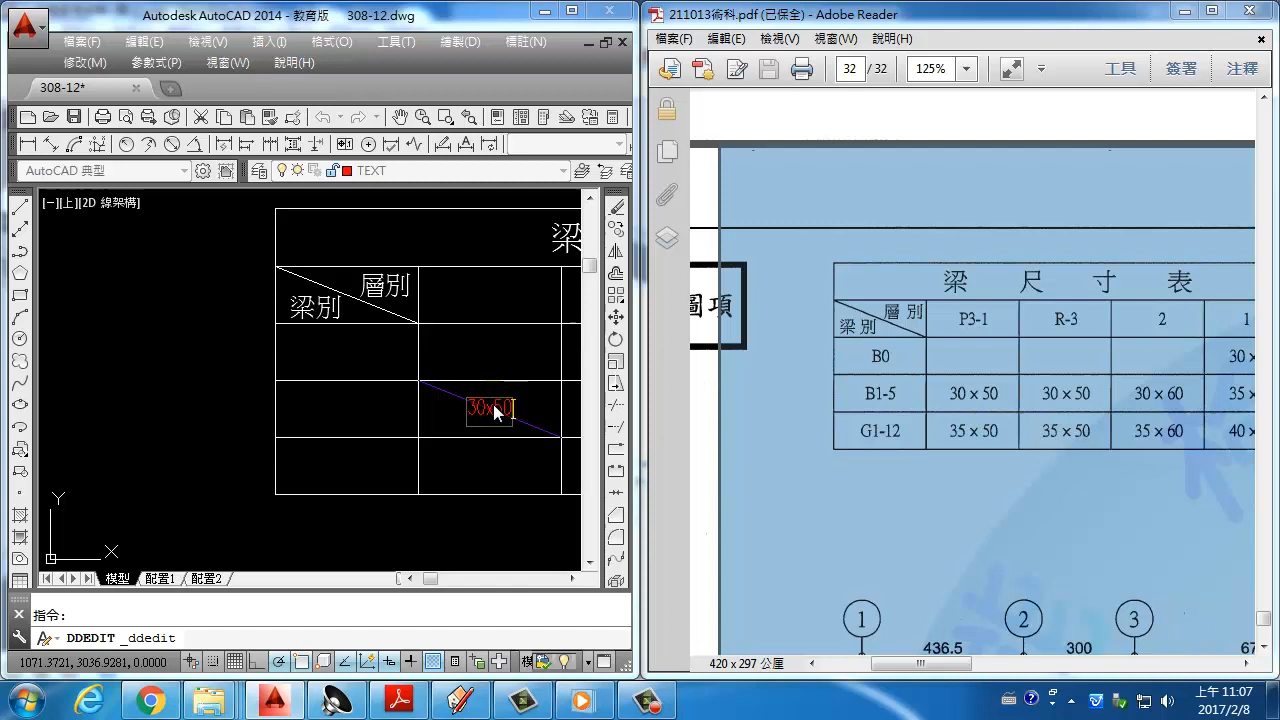 Autodesk AutoCAD 2014 - 教育版 308-12.dwg
檔案(F) 編輯(E) 檢視(V) 插入(I) 格式(O) 工具(T) 繪製(D) 標註(N)
修改(M) 參數式(P) 視窗(W) 說明(H)
308-12*
AutoCAD 典型
TEXT
[−][上][2D 線架構]
梁
層別
梁別
30x50
Y
X
模型 配置1 配置2
指令:
DDEDIT _ddedit
1071.3721, 3036.9281, 0.0000
模
211013術科.pdf (已保全) - Adobe Reader
檔案(F) 編輯(E) 檢視(V) 視窗(W) 說明(H)
32 / 32
125%
工具 簽署 注釋
圖項
梁 尺 寸 表
層 別
梁 別
P3-1 R-3 2 1
B0 30 ×
B1-5 30 × 50 30 × 50 30 × 60 35 ×
G1-12 35 × 50 35 × 50 35 × 60 40 ×
1 2 3
436.5 300 67
420 x 297 公厘
上午 11:07
2017/2/8